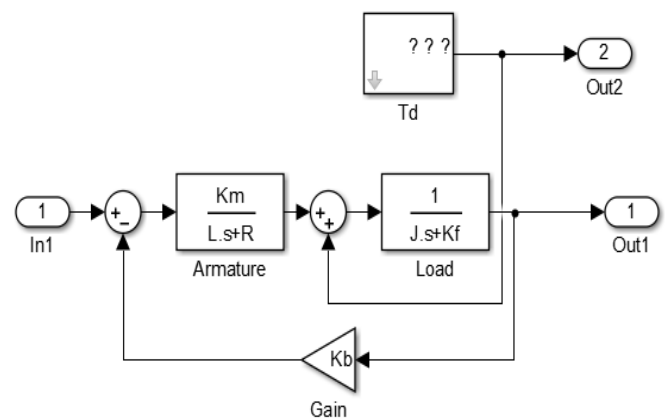 ? ? ?
Td
2
Out2
1
In1
+
−
Km
L.s+R
Armature
+
+
1
J.s+Kf
Load
1
Out1
Kb
Gain